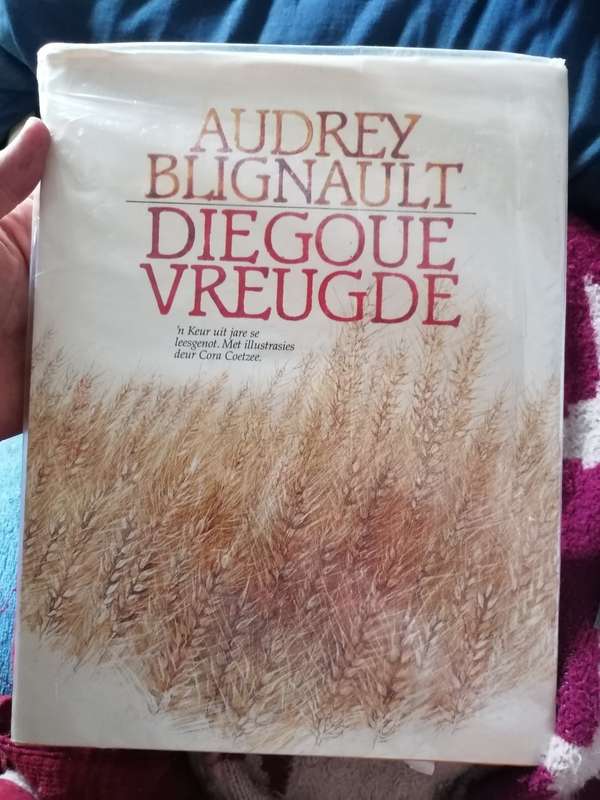 AUDREY
BLIGNAULT
DIE GOUE
VREUGDE
'n Keur uit jare se
leesgenot. Met illustrasies
deur Cora Coetzee.